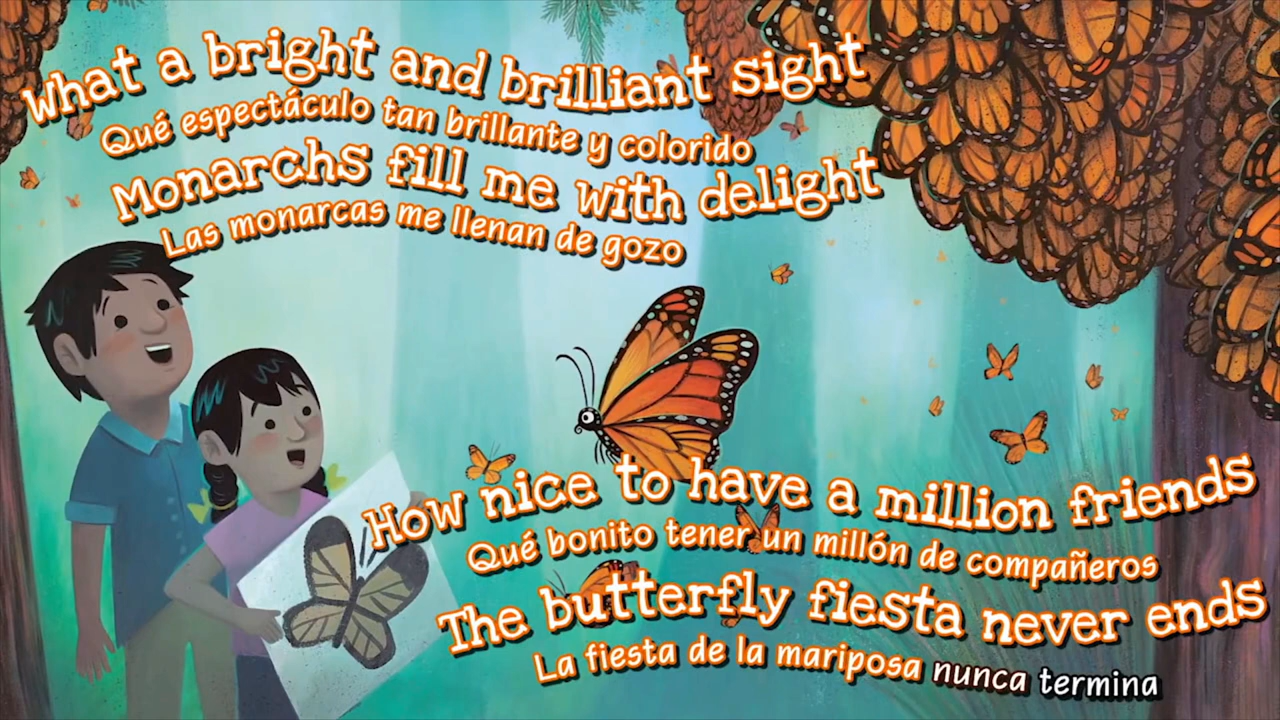 What a bright and brilliant sight
Qué espectáculo tan brillante y colorido
Monarchs fill me with delight
Las monarcas me llenan de gozo
How nice to have a million friends
Qué bonito tener un millón de compañeros
The butterfly fiesta never ends
La fiesta de la mariposa nunca termina